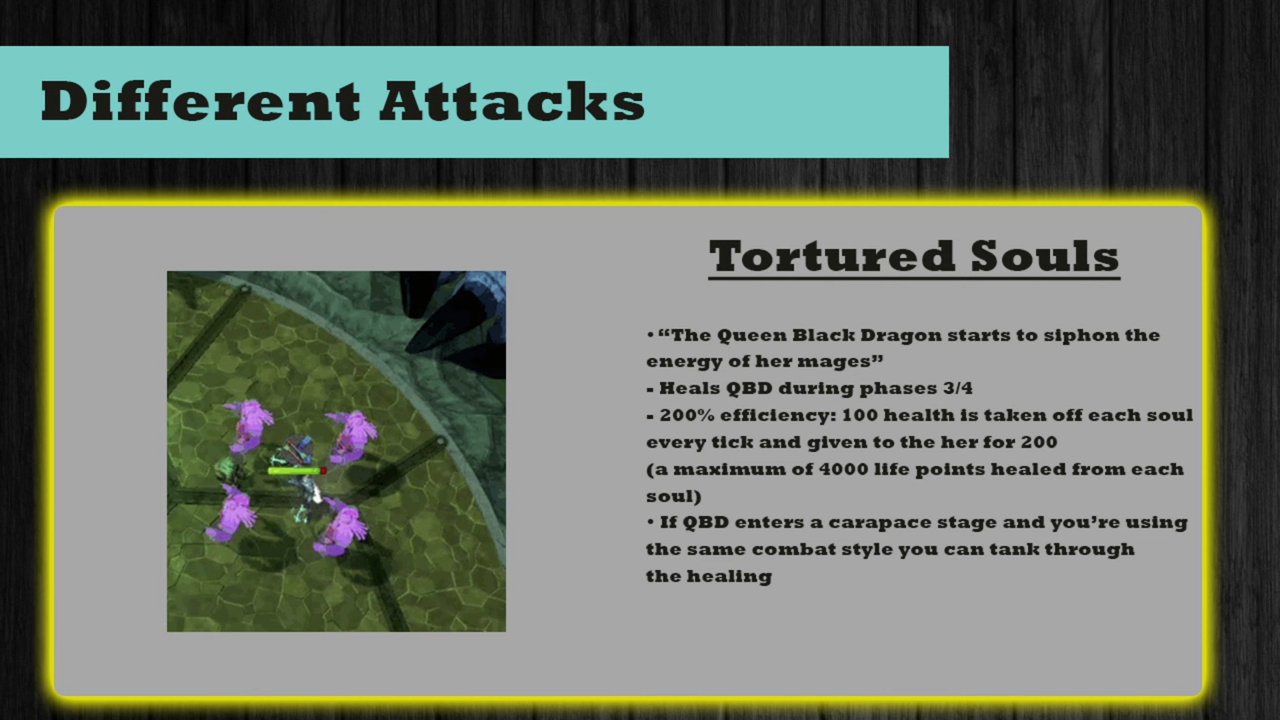 Different Attacks
Tortured Souls
• “The Queen Black Dragon starts to siphon the
energy of her mages”
- Heals QBD during phases 3/4
- 200% efficiency: 100 health is taken off each soul
every tick and given to the her for 200
(a maximum of 4000 life points healed from each
soul)
• If QBD enters a carapace stage and you’re using
the same combat style you can tank through
the healing